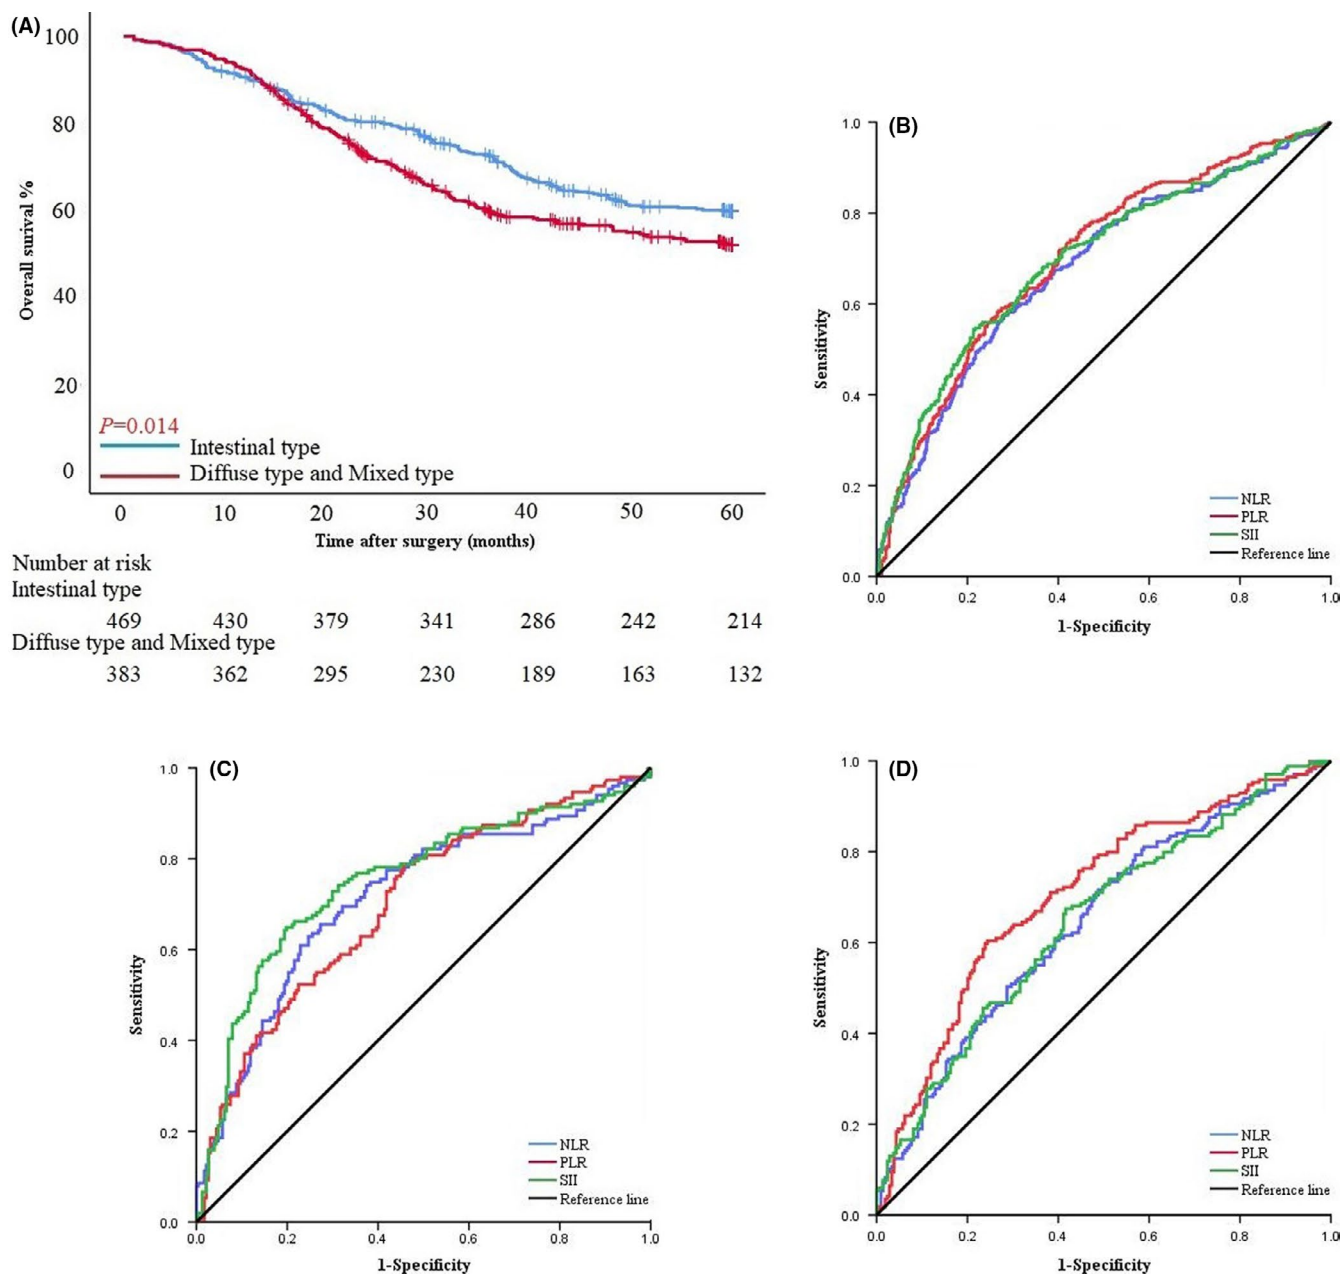 (A)
100
80
60
40
20
0
Overall surival %
P=0.014
Intestinal type
Diffuse type and Mixed type
0 10 20 30 40 50 60
Time after surgery (months)
Number at risk
Intestinal type
469 430 379 341 286 242 214
Diffuse type and Mixed type
383 362 295 230 189 163 132
(B)
1.0
0.8
0.6
0.4
0.2
0.0
Sensitivity
NLR
PLR
SII
Reference line
0.0 0.2 0.4 0.6 0.8 1.0
1-Specificity
(C)
1.0
0.8
0.6
0.4
0.2
0.0
Sensitivity
NLR
PLR
SII
Reference line
0.0 0.2 0.4 0.6 0.8 1.0
1-Specificity
(D)
1.0
0.8
0.6
0.4
0.2
0.0
Sensitivity
NLR
PLR
SII
Reference line
0.0 0.2 0.4 0.6 0.8 1.0
1-Specificity